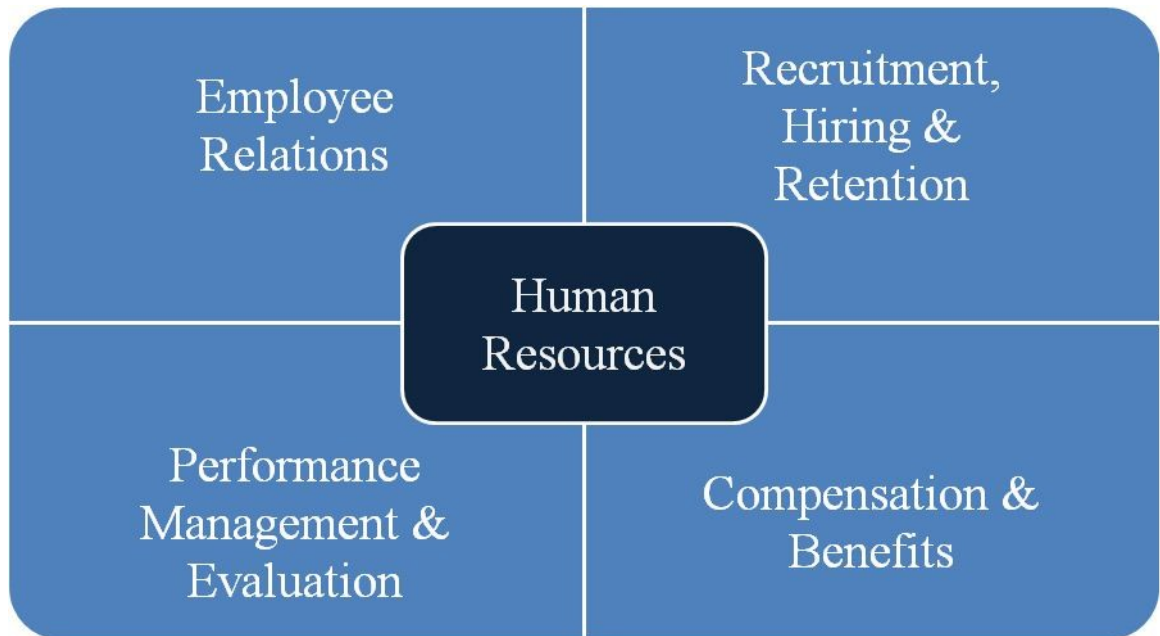 Employee
Relations
Recruitment,
Hiring &
Retention
Human
Resources
Performance
Management &
Evaluation
Compensation &
Benefits